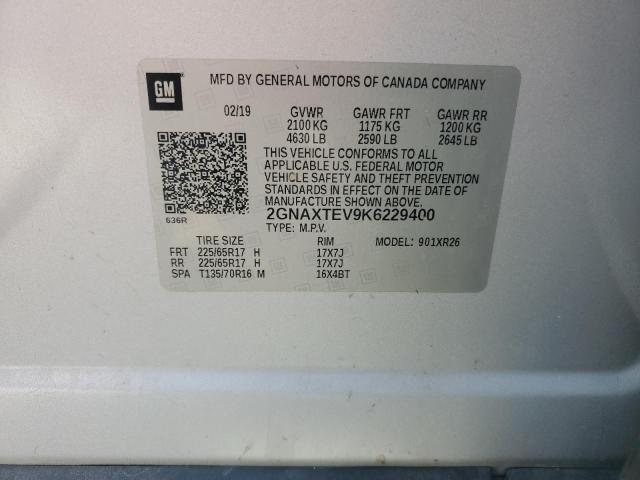 GM
MFD BY GENERAL MOTORS OF CANADA COMPANY
02/19 GVWR GAWR FRT GAWR RR
2100 KG 1175 KG 1200 KG
4630 LB 2590 LB 2645 LB
THIS VEHICLE CONFORMS TO ALL
APPLICABLE U.S. FEDERAL MOTOR
VEHICLE SAFETY AND THEFT PREVENTION
STANDARDS IN EFFECT ON THE DATE OF
MANUFACTURE SHOWN ABOVE.
636R
2GNAXTEV9K6229400
TYPE: M.P.V.
TIRE SIZE RIM MODEL: 901XR26
FRT 225/65R17 H 17X7J
RR 225/65R17 H 17X7J
SPA T135/70R16 M 16X4BT